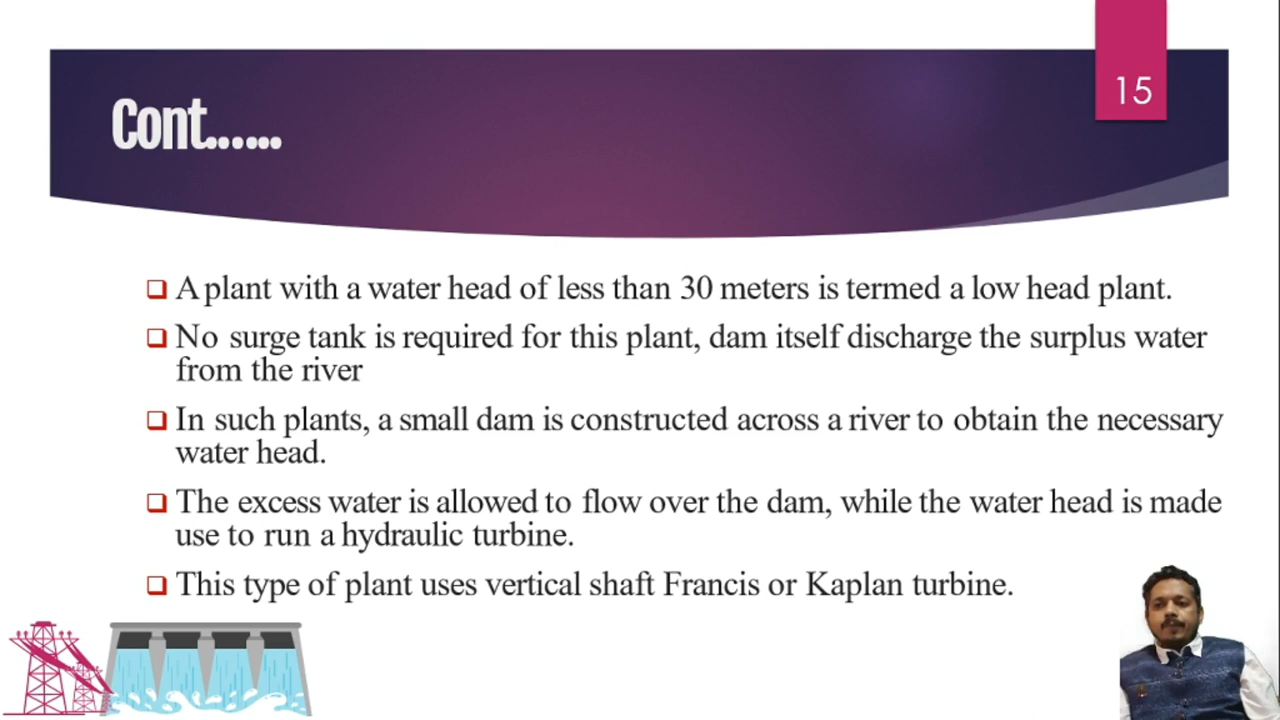 15
Cont......
A plant with a water head of less than 30 meters is termed a low head plant.
No surge tank is required for this plant, dam itself discharge the surplus water
from the river
In such plants, a small dam is constructed across a river to obtain the necessary
water head.
The excess water is allowed to flow over the dam, while the water head is made
use to run a hydraulic turbine.
This type of plant uses vertical shaft Francis or Kaplan turbine.